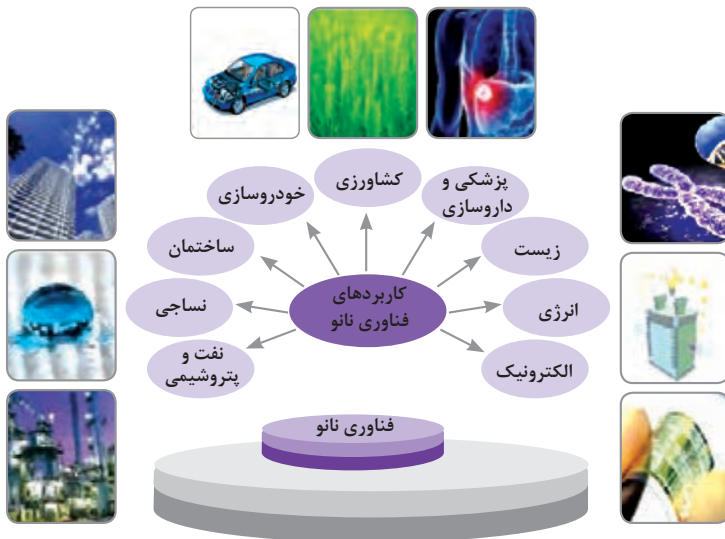 کشاورزی
پزشکی و
داروسازی
خودروسازی
زیست
ساختمان
انرژی
کاربردهای
فناوری نانو
نساجی
الکترونیک
نفت و
پتروشیمی
فناوری نانو